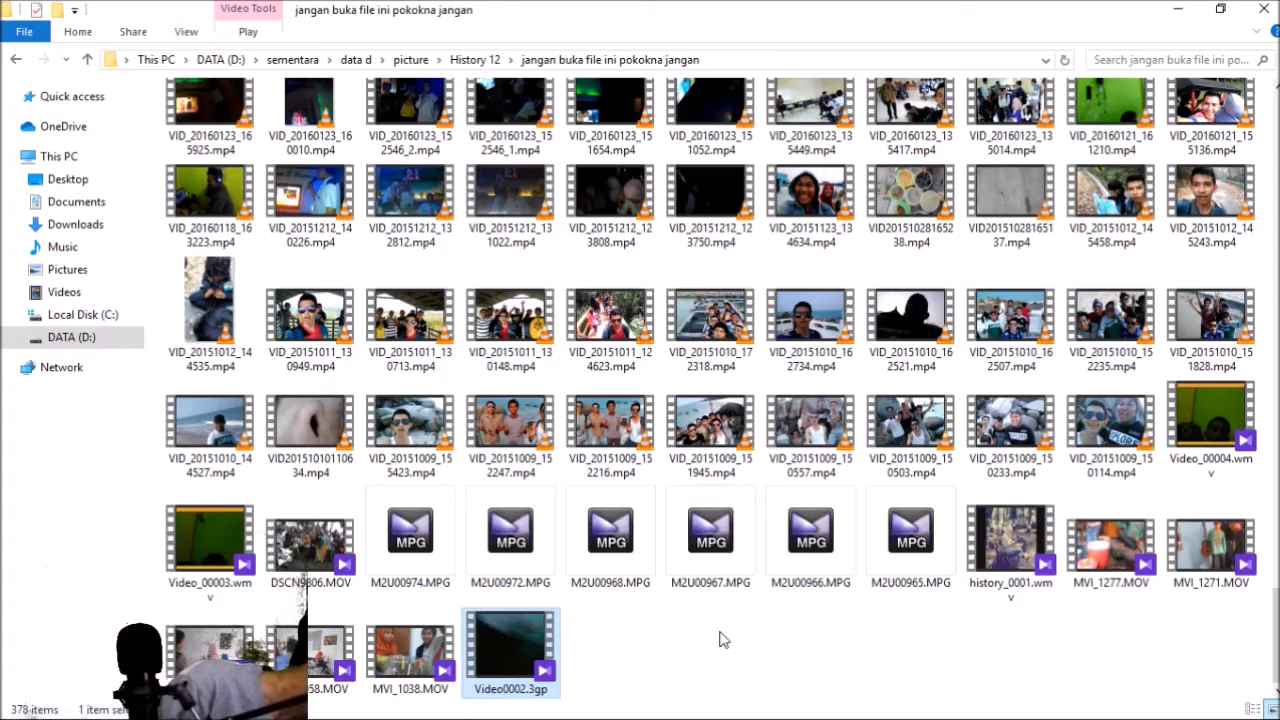 Video Tools
jangan buka file ini pokokna jangan
File
Home
Share
View
Play
This PC
DATA (D:)
sementara
data d
picture
History 12
jangan buka file ini pokokna jangan
Search jangan buka file ini po...
Quick access
OneDrive
This PC
Desktop
Documents
Downloads
Music
Pictures
Videos
Local Disk (C:)
DATA (D:)
Network
VID_20160123_16
5925.mp4
VID_20160123_16
0010.mp4
VID_20160123_15
2546_2.mp4
VID_20160123_15
2546_1.mp4
VID_20160123_15
1654.mp4
VID_20160123_15
1052.mp4
VID_20160123_13
5449.mp4
VID_20160123_13
5417.mp4
VID_20160123_13
5014.mp4
VID_20160121_16
1210.mp4
VID_20160121_15
5136.mp4
VID_20160118_16
3223.mp4
VID_20151212_14
0226.mp4
VID_20151212_13
2812.mp4
VID_20151212_13
1022.mp4
VID_20151212_12
3808.mp4
VID_20151212_12
3750.mp4
VID_20151123_13
4634.mp4
VID201510281652
38.mp4
VID201510281651
37.mp4
VID_20151012_14
5458.mp4
VID_20151012_14
5243.mp4
VID_20151012_14
4535.mp4
VID_20151011_13
0949.mp4
VID_20151011_13
0713.mp4
VID_20151011_13
0148.mp4
VID_20151011_12
4623.mp4
VID_20151010_17
2318.mp4
VID_20151010_16
2734.mp4
VID_20151010_16
2521.mp4
VID_20151010_16
2507.mp4
VID_20151010_16
2235.mp4
VID_20151010_15
1828.mp4
VID_20151010_14
4527.mp4
VID201510101106
34.mp4
VID_20151009_15
5423.mp4
VID_20151009_15
2247.mp4
VID_20151009_15
2216.mp4
VID_20151009_15
1945.mp4
VID_20151009_15
0557.mp4
VID_20151009_15
0503.mp4
VID_20151009_15
0233.mp4
VID_20151009_15
0114.mp4
Video_00004.wm
v
Video_00003.wm
v
DSCN9806.MOV
MPG
M2U00974.MPG
MPG
M2U00972.MPG
MPG
M2U00968.MPG
MPG
M2U00967.MPG
MPG
M2U00966.MPG
MPG
M2U00965.MPG
history_0001.wm
v
MVI_1277.MOV
MVI_1271.MOV
58.MOV
MVI_1038.MOV
Video0002.3gp
378 items
1 item sel